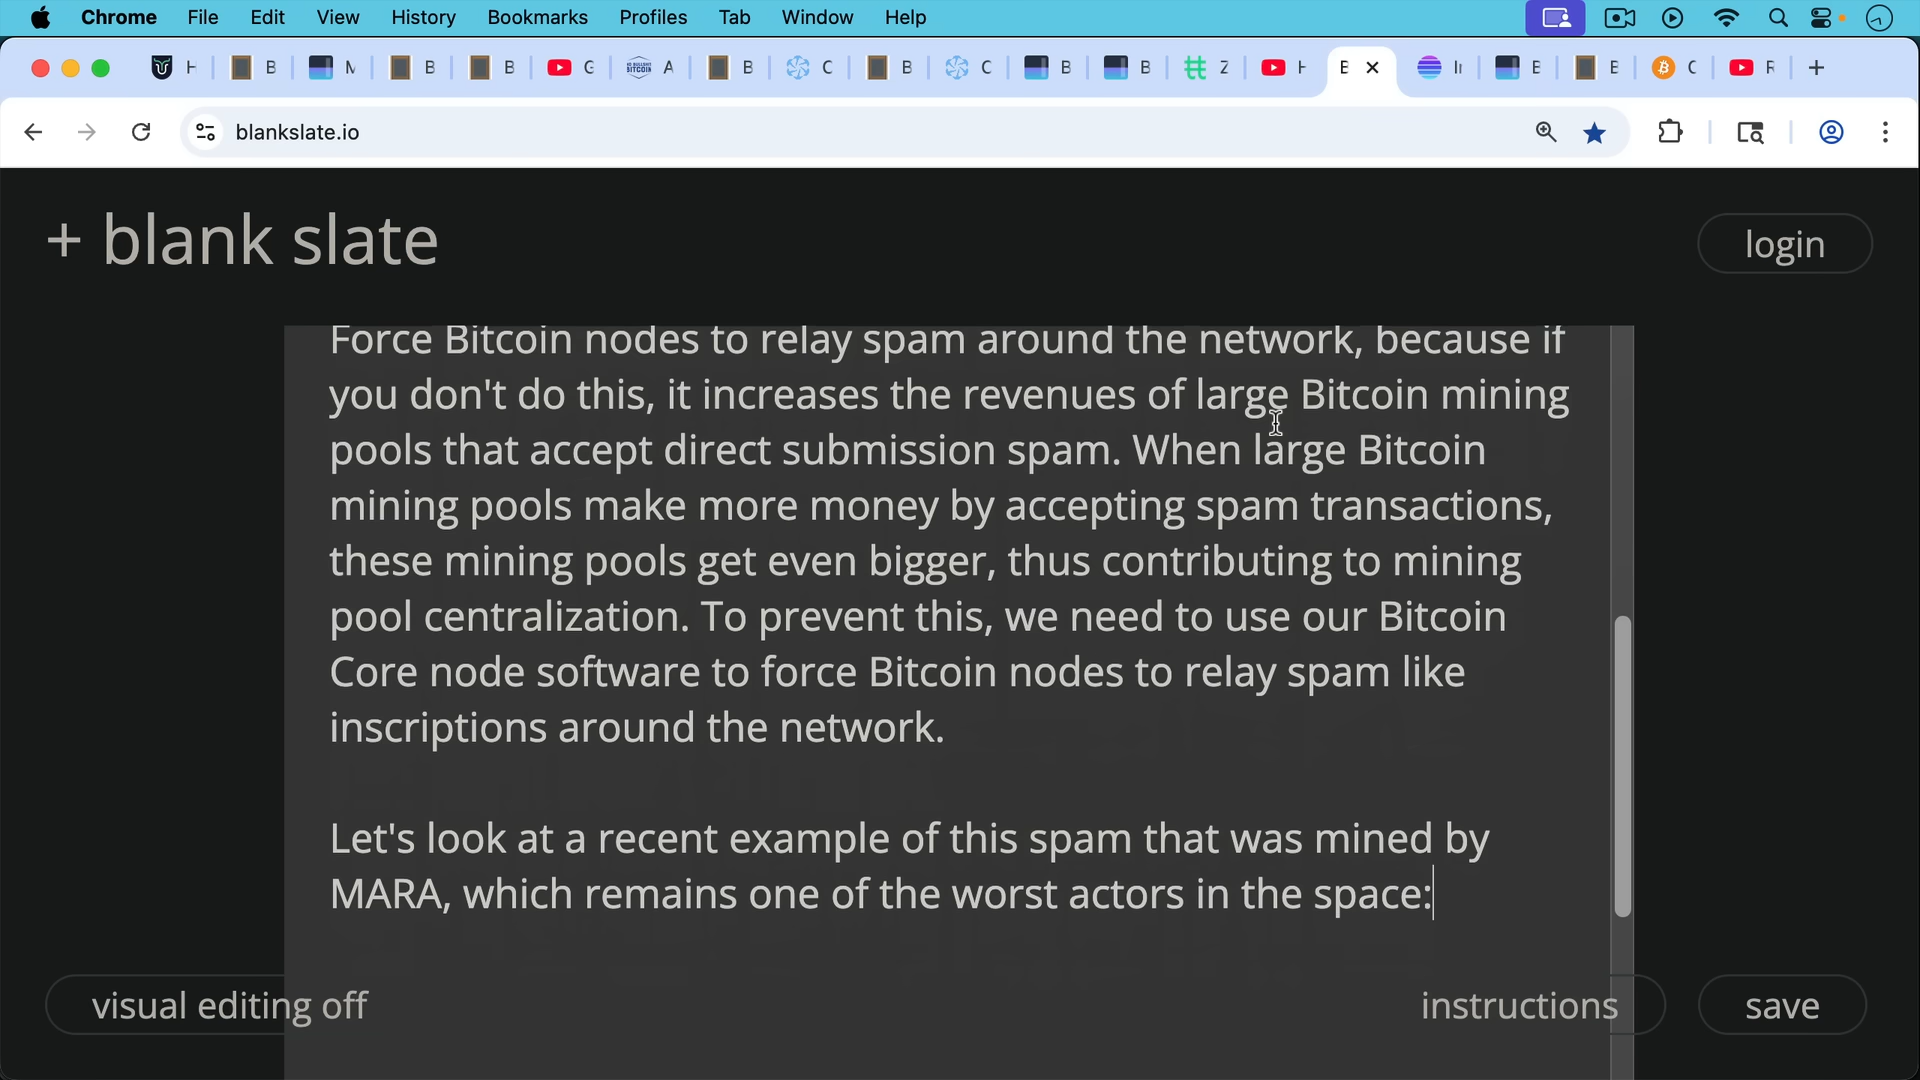 Chrome File Edit View History Bookmarks Profiles Tab Window Help
H B M B B G A B C B C B B Z H B Ir B B C R
blankslate.io
+ blank slate
login
Force Bitcoin nodes to relay spam around the network, because if
you don't do this, it increases the revenues of large Bitcoin mining
pools that accept direct submission spam. When large Bitcoin
mining pools make more money by accepting spam transactions,
these mining pools get even bigger, thus contributing to mining
pool centralization. To prevent this, we need to use our Bitcoin
Core node software to force Bitcoin nodes to relay spam like
inscriptions around the network.
Let's look at a recent example of this spam that was mined by
MARA, which remains one of the worst actors in the space:
visual editing off
instructions
save